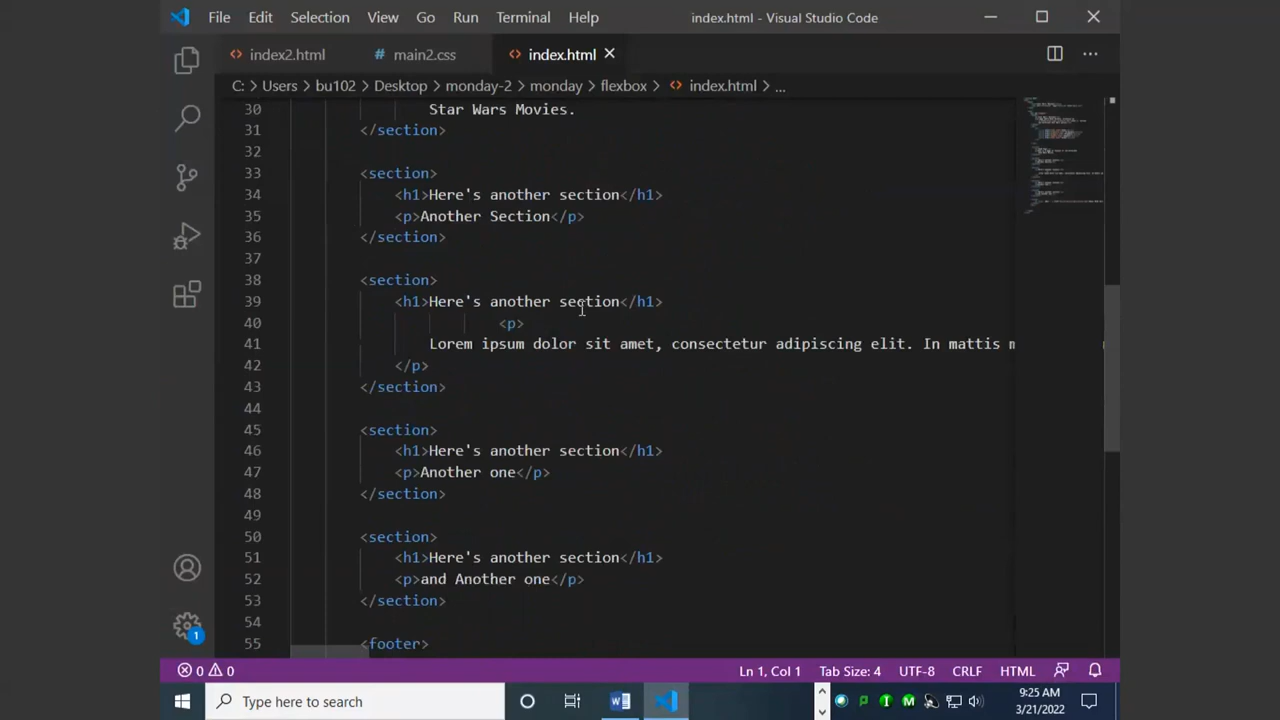 File Edit Selection View Go Run Terminal Help index.html - Visual Studio Code
index2.html # main2.css index.html
C: > Users > bu102 > Desktop > monday-2 > monday > flexbox > index.html > ...
30 Star Wars Movies.
31 </section>
32
33 <section>
34 <h1>Here's another section</h1>
35 <p>Another Section</p>
36 </section>
37
38 <section>
39 <h1>Here's another section</h1>
40 <p>
41 Lorem ipsum dolor sit amet, consectetur adipiscing elit. In mattis m
42 </p>
43 </section>
44
45 <section>
46 <h1>Here's another section</h1>
47 <p>Another one</p>
48 </section>
49
50 <section>
51 <h1>Here's another section</h1>
52 <p>and Another one</p>
53 </section>
54
55 <footer>
1
0 0 Ln 1, Col 1 Tab Size: 4 UTF-8 CRLF HTML
Type here to search
9:25 AM
3/21/2022